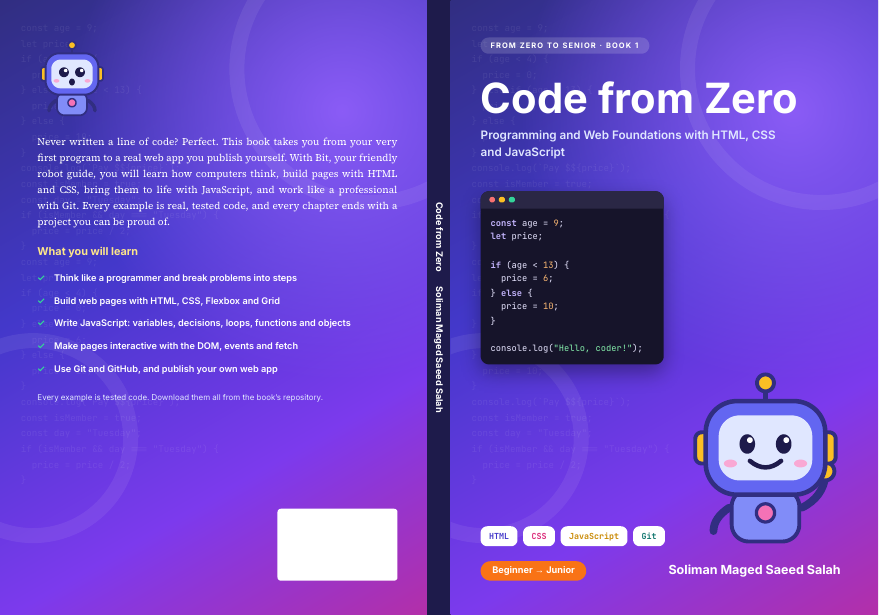 Never written a line of code? Perfect. This book takes you from your very
first program to a real web app you publish yourself. With Bit, your friendly
robot guide, you will learn how computers think, build pages with HTML
and CSS, bring them to life with JavaScript, and work like a professional
with Git. Every example is real, tested code, and every chapter ends with a
project you can be proud of.
What you will learn
✓ Think like a programmer and break problems into steps
✓ Build web pages with HTML, CSS, Flexbox and Grid
✓ Write JavaScript: variables, decisions, loops, functions and objects
✓ Make pages interactive with the DOM, events and fetch
✓ Use Git and GitHub, and publish your own web app
Every example is tested code. Download them all from the book's repository.
Code from Zero Soliman Maged Saeed Salah
FROM ZERO TO SENIOR · BOOK 1
Code from Zero
Programming and Web Foundations with HTML, CSS
and JavaScript
const age = 9;
let price;
if (age < 13) {
price = 6;
} else {
price = 10;
}
console.log("Hello, coder!");
HTML CSS JavaScript Git
Beginner → Junior
Soliman Maged Saeed Salah